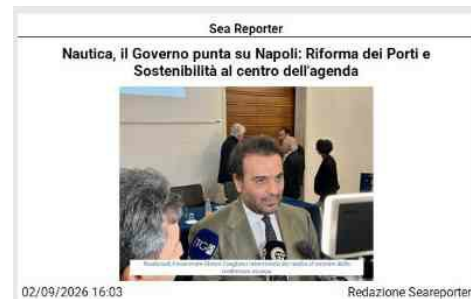 Sea Reporter
Nautica, il Governo punta su Napoli: Riforma dei Porti e
Sostenibilità al centro dell'agenda
TGR
02/09/2026 16:03
Redazione Seareporter